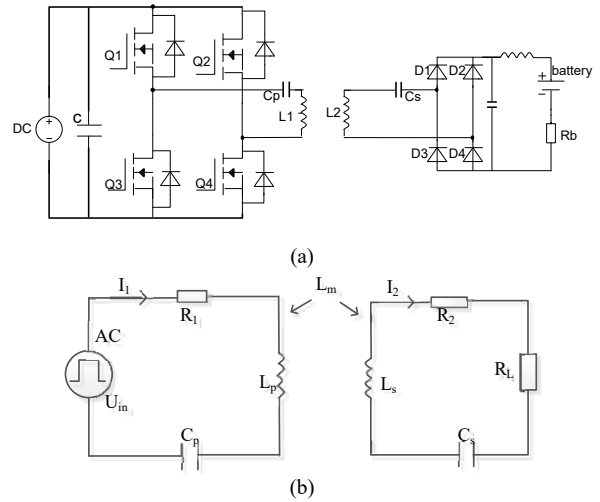 Q1
Q2
D1
D2
battery
+
-
Cp
Cs
L1
L2
DC
+
-
C
Rb
D3
D4
Q3
Q4
(a)
I1
Lm
I2
R1
R2
AC
Lp
Ls
RL
Uin
Cp
Cs
(b)